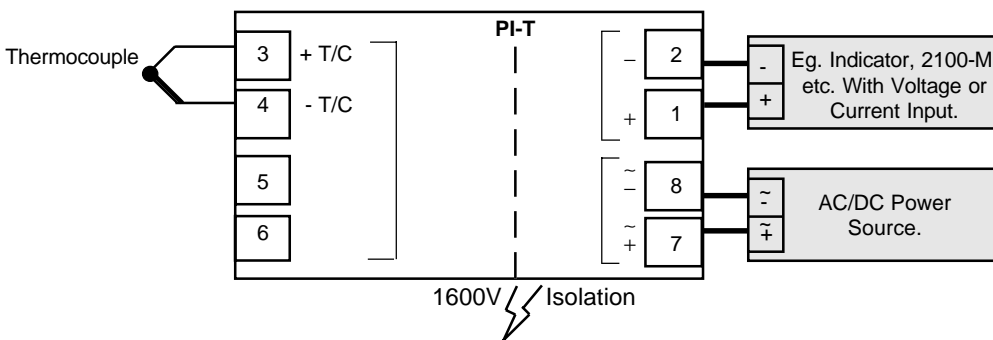 PI-T
Thermocouple
3 + T/C
4 - T/C
5
6
− 2
+ 1
~ − 8
~ + 7
-
+
Eg. Indicator, 2100-M
etc. With Voltage or
Current Input.
~ -
~ +
AC/DC Power
Source.
1600V Isolation